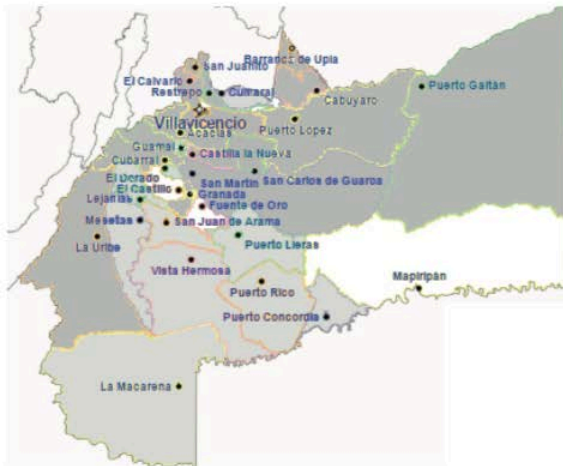 San Juanito
Barranca de Upia
El Calvario
Restrepo
Cumaral
Cabuyaro
Puerto Gaitán
Villavicencio
Puerto Lopez
Acacias
Guamal
Castilla la Nueva
Cubarral
El Dorado
San Martin
San Carlos de Guaroa
El Castillo
Granada
Lejanias
Fuente de Oro
Mesetas
San Juan de Arama
La Uribe
Puerto Lleras
Vista Hermosa
Mapiripán
Puerto Rico
Puerto Concordia
La Macarena